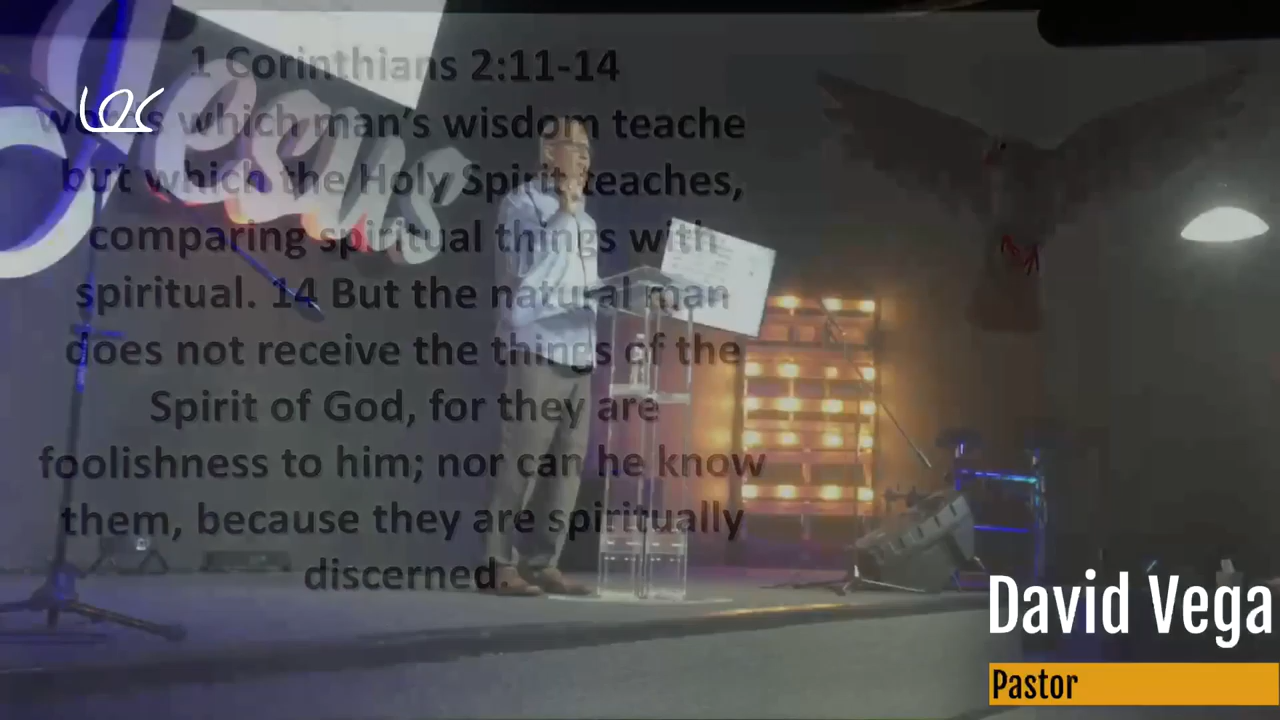 Jesus
1 Corinthians 2:11-14
words which man's wisdom teache
but which the Holy Spirit teaches,
comparing spiritual things with
spiritual. 14 But the natural man
does not receive the things of the
Spirit of God, for they are
foolishness to him; nor can he know
them, because they are spiritually
discerned.
David Vega
Pastor